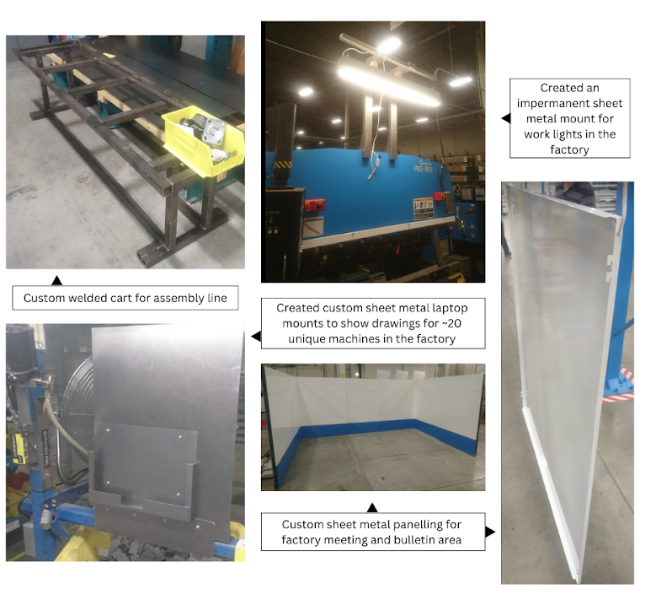 Created an
impermanent sheet
metal mount for
work lights in the
factory
Custom welded cart for assembly line
Created custom sheet metal laptop
mounts to show drawings for ~20
unique machines in the factory
Custom sheet metal panelling for
factory meeting and bulletin area